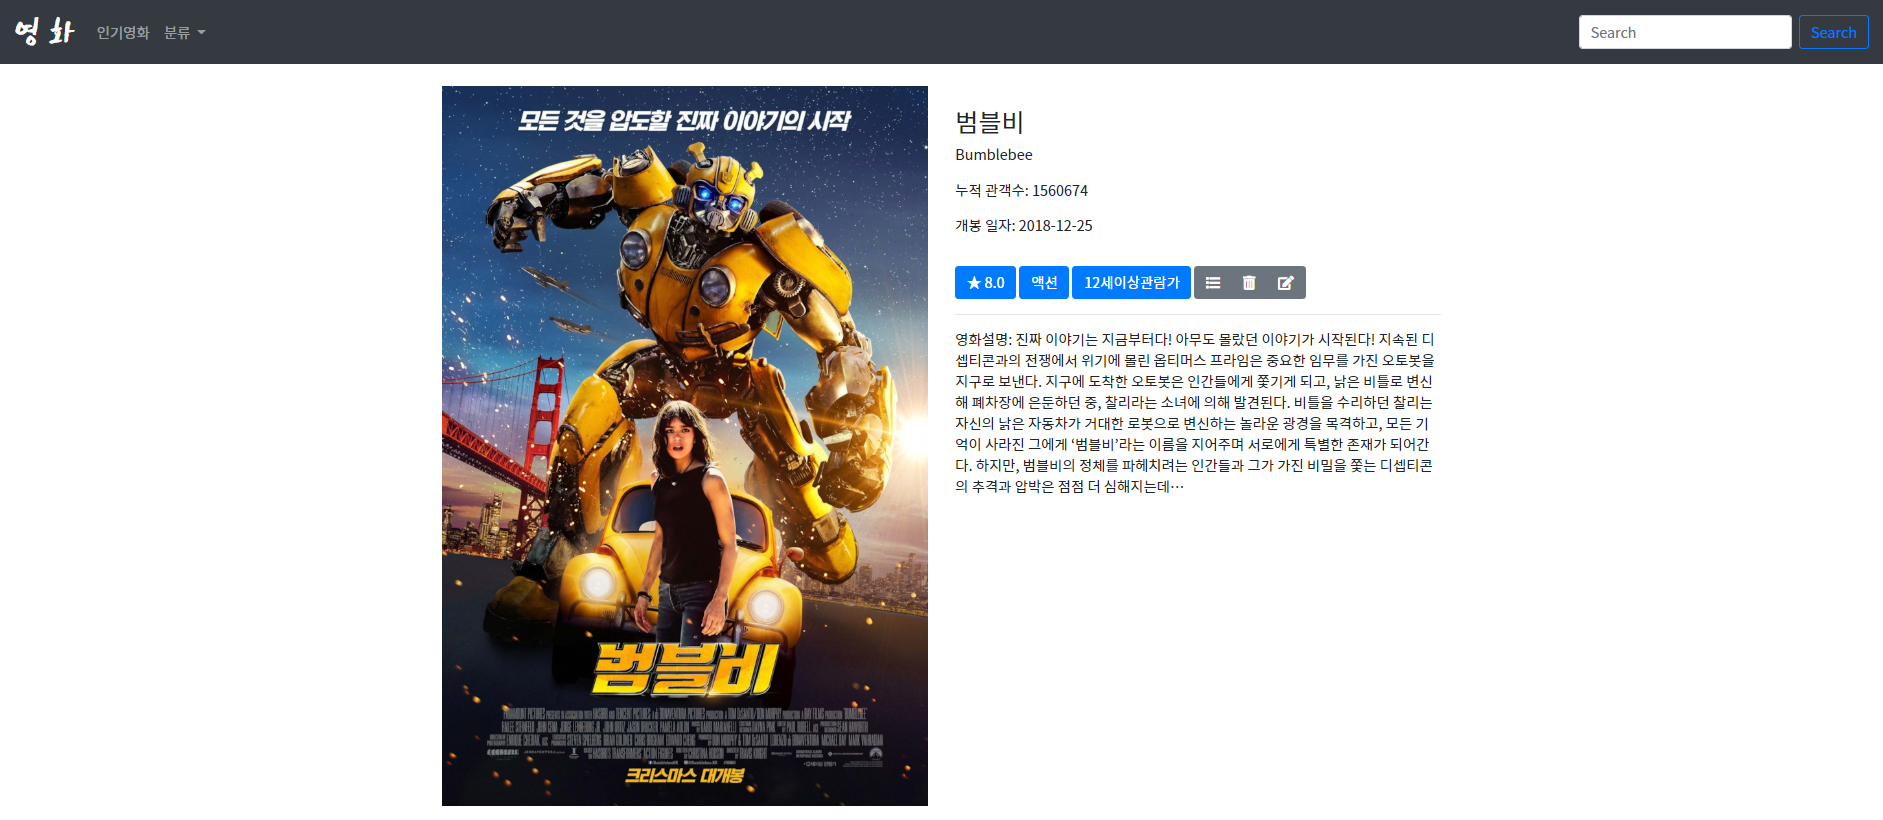 영화
인기영화
분류
Search
Search
모든 것을 압도할 진짜 이야기의 시작
범블비
크리스마스 대개봉
범블비
Bumblebee
누적 관객수: 1560674
개봉 일자: 2018-12-25
★ 8.0
액션
12세이상관람가
영화설명: 진짜 이야기는 지금부터다! 아무도 몰랐던 이야기가 시작된다! 지속된 디
셉티콘과의 전쟁에서 위기에 몰린 옵티머스 프라임은 중요한 임무를 가진 오토봇을
지구로 보낸다. 지구에 도착한 오토봇은 인간들에게 쫓기게 되고, 낡은 비틀로 변신
해 폐차장에 은둔하던 중, 찰리라는 소녀에 의해 발견된다. 비틀을 수리하던 찰리는
자신의 낡은 자동차가 거대한 로봇으로 변신하는 놀라운 광경을 목격하고, 모든 기
억이 사라진 그에게 ‘범블비’라는 이름을 지어주며 서로에게 특별한 존재가 되어간
다. 하지만, 범블비의 정체를 파헤치려는 인간들과 그가 가진 비밀을 쫓는 디셉티콘
의 추격과 압박은 점점 더 심해지는데…